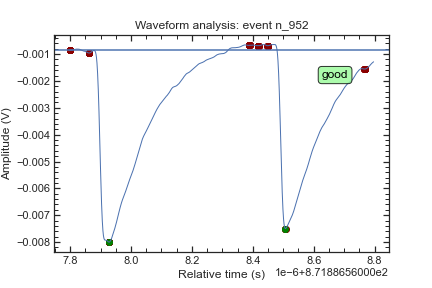 Waveform analysis: event n_952
Amplitude (V)
−0.001
−0.002
−0.003
−0.004
−0.005
−0.006
−0.007
−0.008
good
7.8
8.0
8.2
8.4
8.6
8.8
Relative time (s)
1e−6+8.7188656000e2